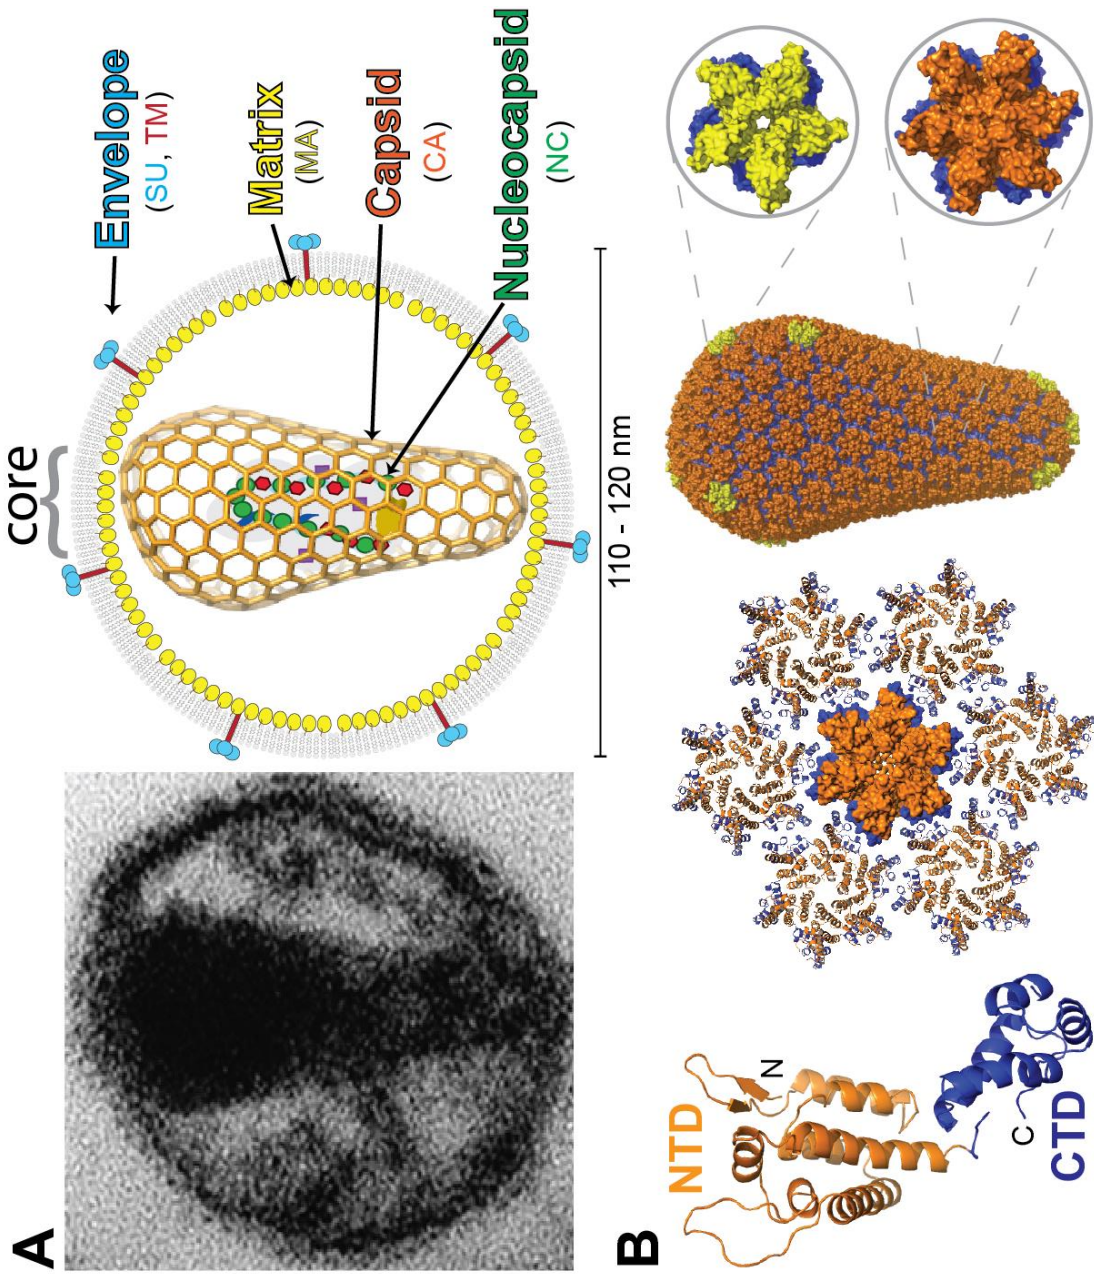 A
core
Envelope
(SU, TM)
Matrix
(MA)
Capsid
(CA)
Nucleocapsid
(NC)
110 - 120 nm
B
NTD
N
C
CTD